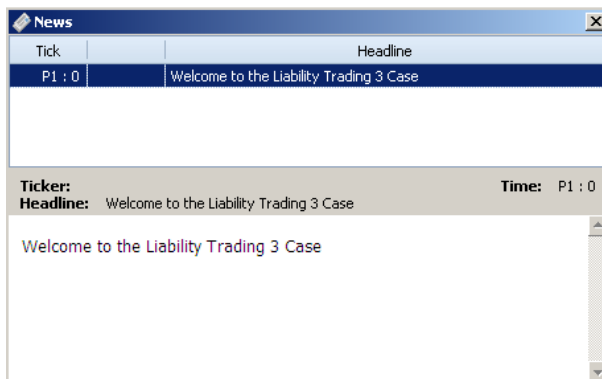 News
Tick Headline
P1 : 0 Welcome to the Liability Trading 3 Case
Ticker: Time: P1 : 0
Headline: Welcome to the Liability Trading 3 Case
Welcome to the Liability Trading 3 Case